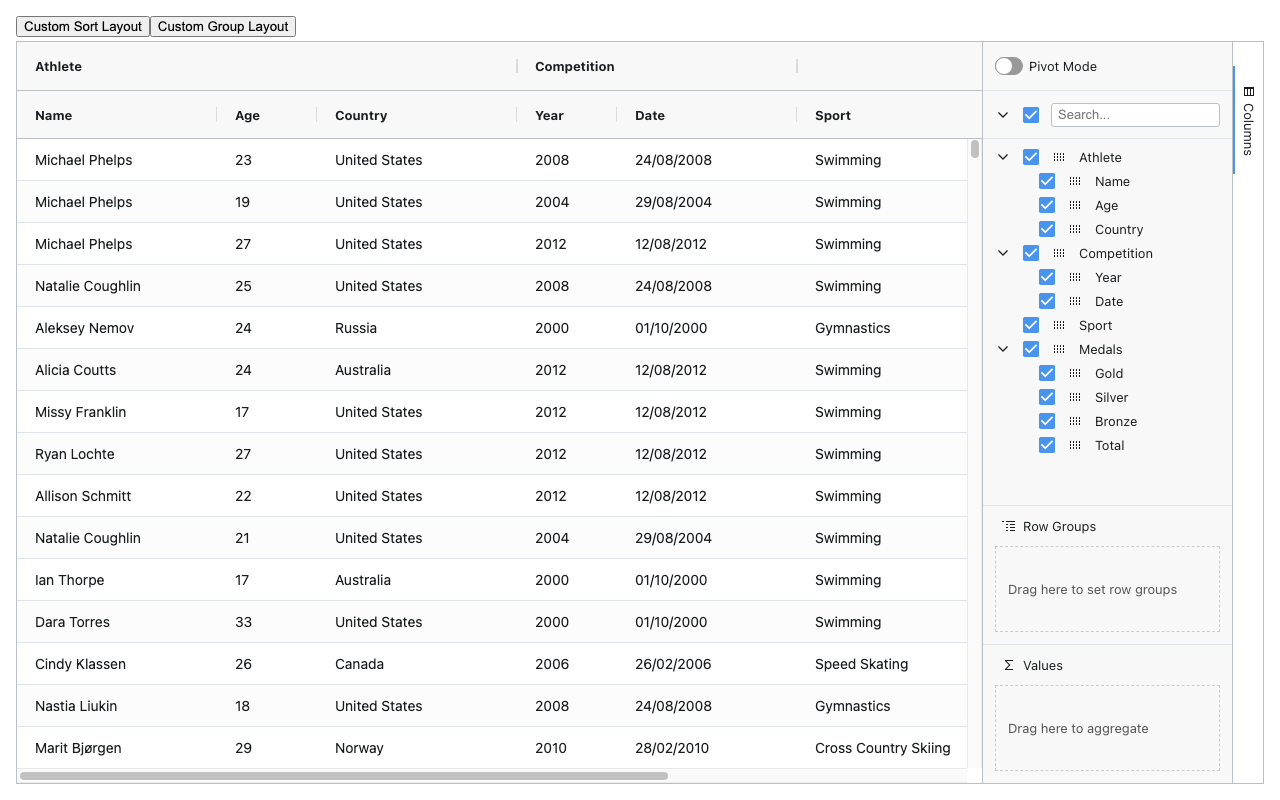 Custom Sort Layout Custom Group Layout
Athlete Competition
Name Age Country Year Date Sport
Michael Phelps 23 United States 2008 24/08/2008 Swimming
Michael Phelps 19 United States 2004 29/08/2004 Swimming
Michael Phelps 27 United States 2012 12/08/2012 Swimming
Natalie Coughlin 25 United States 2008 24/08/2008 Swimming
Aleksey Nemov 24 Russia 2000 01/10/2000 Gymnastics
Alicia Coutts 24 Australia 2012 12/08/2012 Swimming
Missy Franklin 17 United States 2012 12/08/2012 Swimming
Ryan Lochte 27 United States 2012 12/08/2012 Swimming
Allison Schmitt 22 United States 2012 12/08/2012 Swimming
Natalie Coughlin 21 United States 2004 29/08/2004 Swimming
Ian Thorpe 17 Australia 2000 01/10/2000 Swimming
Dara Torres 33 United States 2000 01/10/2000 Swimming
Cindy Klassen 26 Canada 2006 26/02/2006 Speed Skating
Nastia Liukin 18 United States 2008 24/08/2008 Gymnastics
Marit Bjørgen 29 Norway 2010 28/02/2010 Cross Country Skiing
Pivot Mode
Search...
Athlete
Name
Age
Country
Competition
Year
Date
Sport
Medals
Gold
Silver
Bronze
Total
Row Groups
Drag here to set row groups
Values
Drag here to aggregate
Columns